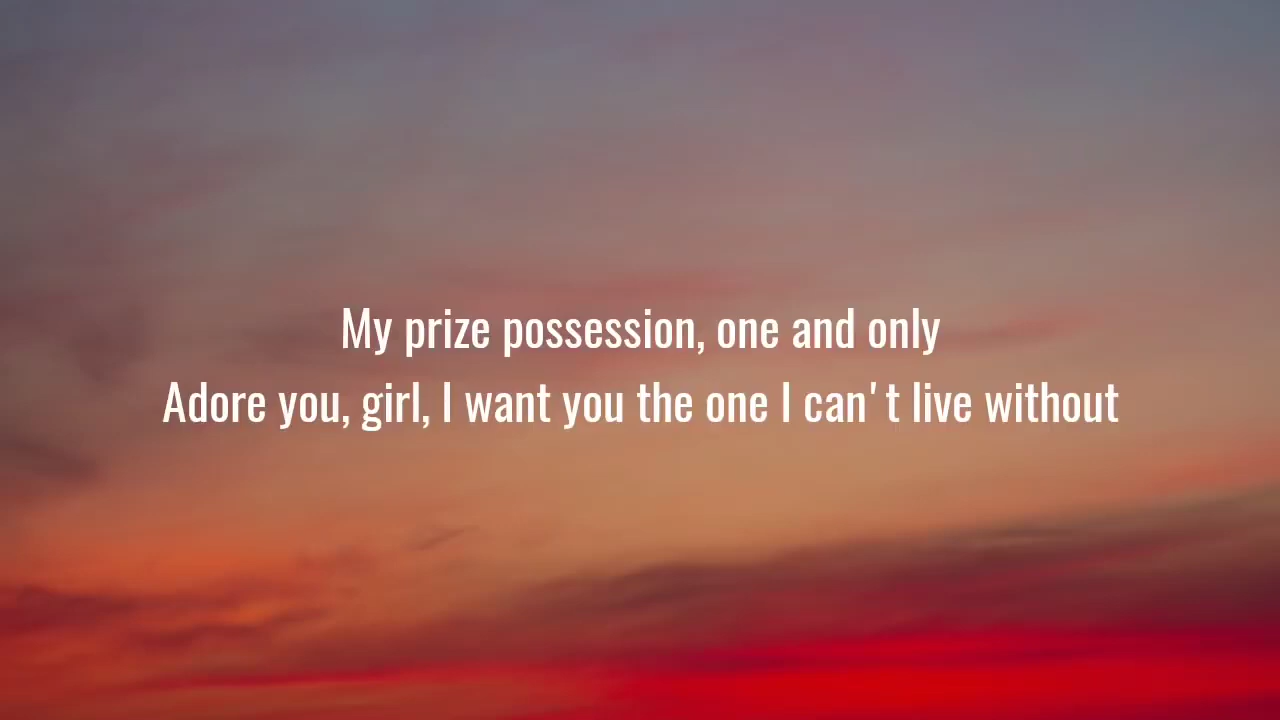 My prize possession, one and only
Adore you, girl, I want you the one I can't live without